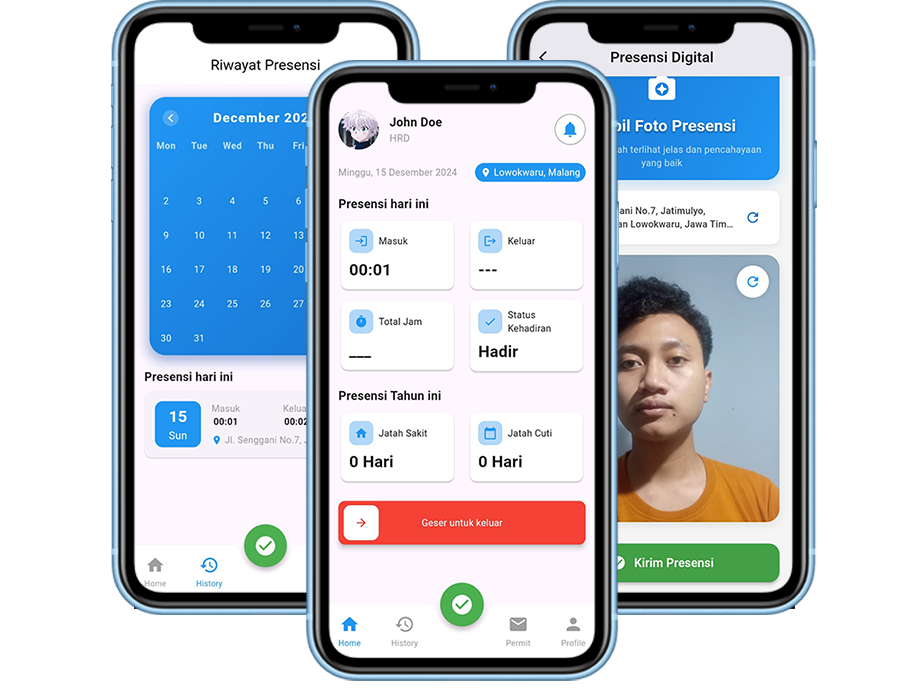 Riwayat Presensi
December 202
Mon Tue Wed Thu Fri
2 3 4 5 6
9 10 11 12 13
16 17 18 19 20
23 24 25 26 27
30 31
Presensi hari ini
15
Sun
Masuk
00:01
00:02
Jl. Senggani No.7,
Home
History
John Doe
HRD
Minggu, 15 Desember 2024
Lowokwaru, Malang
Presensi hari ini
Masuk
00:01
Keluar
---
Total Jam
___
Status
Kehadiran
Hadir
Presensi Tahun ini
Jatah Sakit
0 Hari
Jatah Cuti
0 Hari
Geser untuk keluar
Home
History
Permit
Profile
Presensi Digital
Foto Presensi
terlihat jelas dan pencahayaan
yang baik
No.7, Jatimulyo,
Lowokwaru, Jawa Tim...
Kirim Presensi